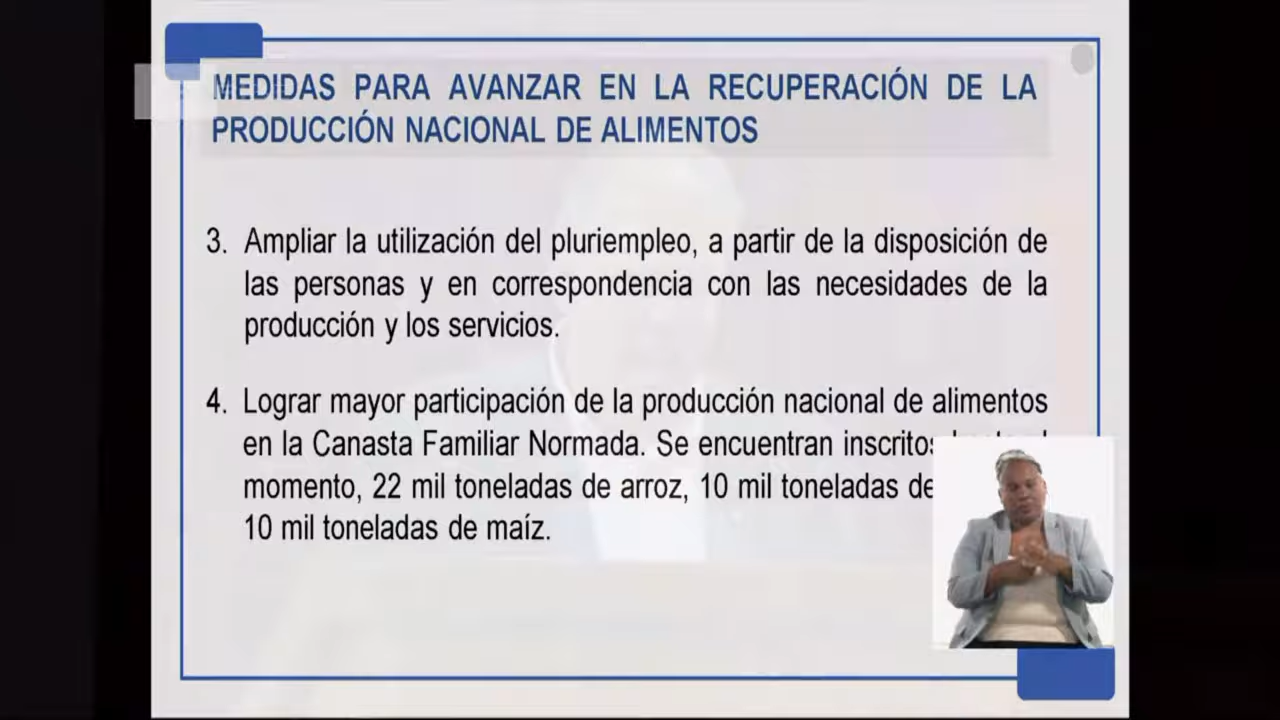 MEDIDAS PARA AVANZAR EN LA RECUPERACIÓN DE LA
PRODUCCIÓN NACIONAL DE ALIMENTOS
3. Ampliar la utilización del pluriempleo, a partir de la disposición de
las personas y en correspondencia con las necesidades de la
producción y los servicios.
4. Lograr mayor participación de la producción nacional de alimentos
en la Canasta Familiar Normada. Se encuentran inscritos
momento, 22 mil toneladas de arroz, 10 mil toneladas de
10 mil toneladas de maíz.